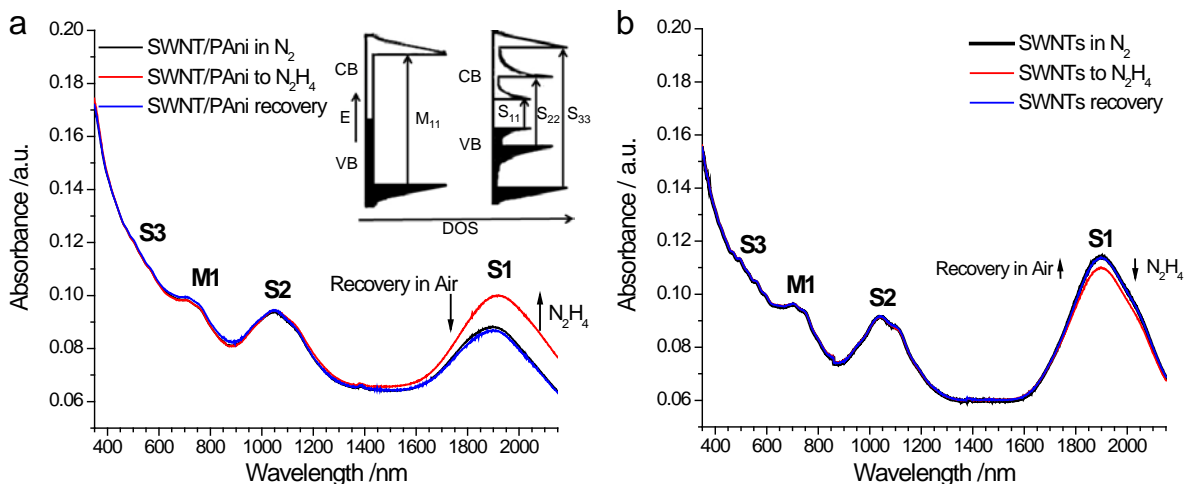 a
SWNT/PAni in N₂
SWNT/PAni to N₂H₄
SWNT/PAni recovery
CB
E
VB
M₁₁
CB
VB
S₁₁
S₂₂
S₃₃
DOS
S3
M1
S2
S1
Recovery in Air
N₂H₄
0.20
0.18
0.16
0.14
0.12
0.10
0.08
0.06
Absorbance /a.u.
400 600 800 1000 1200 1400 1600 1800 2000
Wavelength /nm
b
SWNTs in N₂
SWNTs to N₂H₄
SWNTs recovery
S3
M1
S2
S1
Recovery in Air
N₂H₄
0.20
0.18
0.16
0.14
0.12
0.10
0.08
0.06
Absorbance / a.u.
400 600 800 1000 1200 1400 1600 1800 2000
Wavelength /nm